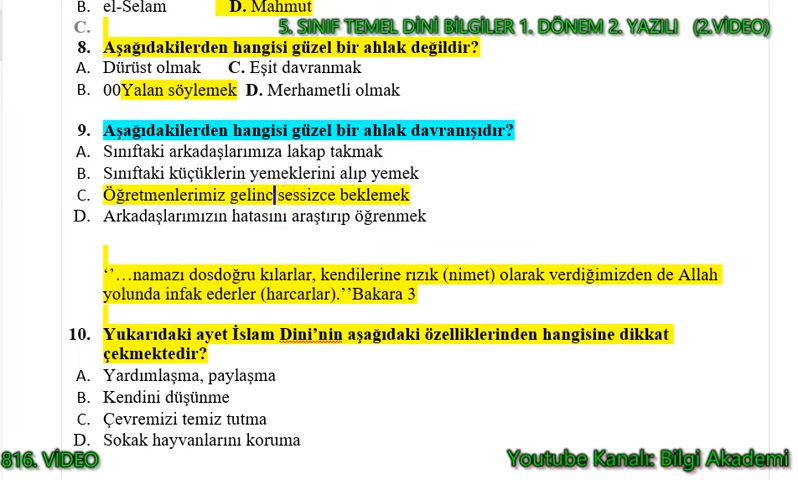 B. el-Selam D. Mahmut
C.
5. SINIF TEMEL DİNİ BİLGİLER 1. DÖNEM 2. YAZILI (2.VİDEO)
8. Aşağıdakilerden hangisi güzel bir ahlak değildir?
A. Dürüst olmak C. Eşit davranmak
B. 00Yalan söylemek D. Merhametli olmak
9. Aşağıdakilerden hangisi güzel bir ahlak davranışıdır?
A. Sınıftaki arkadaşlarımıza lakap takmak
B. Sınıftaki küçüklerin yemeklerini alıp yemek
C. Öğretmenlerimiz gelinc sessizce beklemek
D. Arkadaşlarımızın hatasını araştırıp öğrenmek
‘’…namazı dosdoğru kılarlar, kendilerine rızık (nimet) olarak verdiğimizden de Allah
yolunda infak ederler (harcarlar).’’Bakara 3
10. Yukarıdaki ayet İslam Dini’nin aşağıdaki özelliklerinden hangisine dikkat
çekmektedir?
A. Yardımlaşma, paylaşma
B. Kendini düşünme
C. Çevremizi temiz tutma
D. Sokak hayvanlarını koruma
816. VİDEO
Youtube Kanalı: Bilgi Akademi